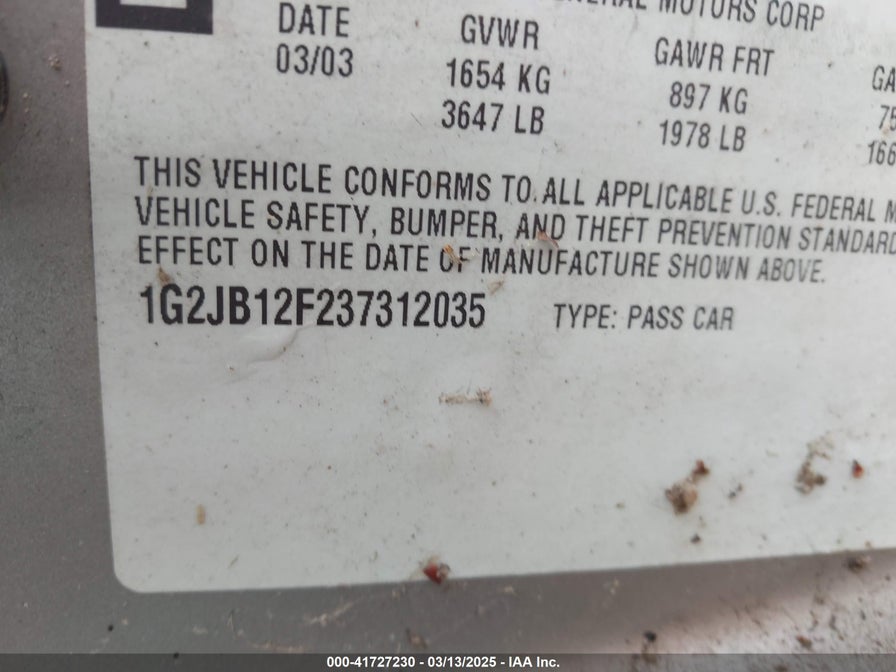 GENERAL MOTORS CORP
DATE GVWR GAWR FRT
03/03 1654 KG 897 KG
3647 LB 1978 LB
THIS VEHICLE CONFORMS TO ALL APPLICABLE U.S. FEDERAL
VEHICLE SAFETY, BUMPER, AND THEFT PREVENTION STANDARD
EFFECT ON THE DATE OF MANUFACTURE SHOWN ABOVE.
1G2JB12F237312035 TYPE: PASS CAR
000-41727230 - 03/13/2025 - IAA Inc.